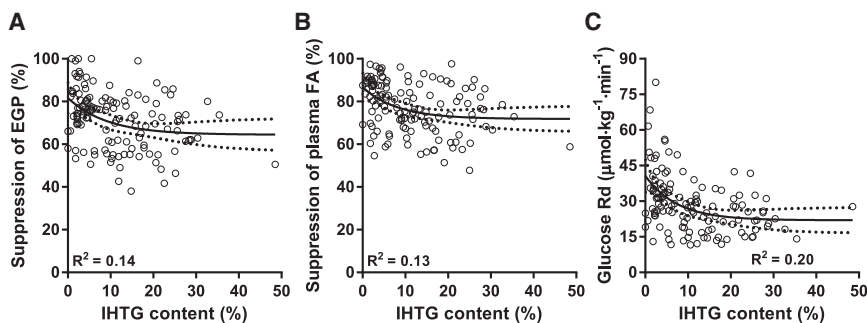 A
Suppression of EGP (%)
100
80
60
40
20
0
R² = 0.14
0 10 20 30 40 50
IHTG content (%)
B
Suppression of plasma FA (%)
100
80
60
40
20
0
R² = 0.13
0 10 20 30 40 50
IHTG content (%)
C
Glucose Rd (μmol·kg⁻¹·min⁻¹)
90
75
60
45
30
15
0
R² = 0.20
0 10 20 30 40 50
IHTG content (%)